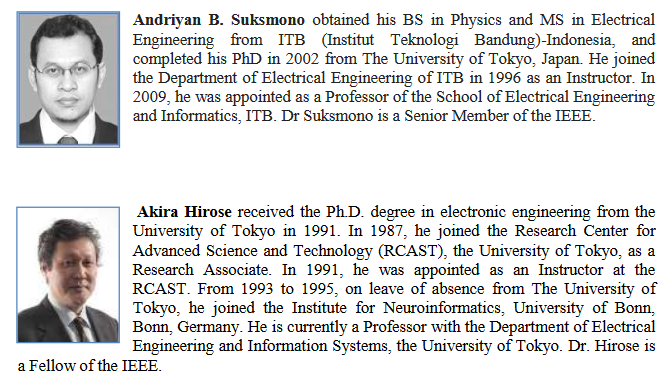 Andriyan B. Suksmono obtained his BS in Physics and MS in Electrical
Engineering from ITB (Institut Teknologi Bandung)-Indonesia, and
completed his PhD in 2002 from The University of Tokyo, Japan. He joined
the Department of Electrical Engineering of ITB in 1996 as an Instructor. In
2009, he was appointed as a Professor of the School of Electrical Engineering
and Informatics, ITB. Dr Suksmono is a Senior Member of the IEEE.
Akira Hirose received the Ph.D. degree in electronic engineering from the
University of Tokyo in 1991. In 1987, he joined the Research Center for
Advanced Science and Technology (RCAST), the University of Tokyo, as a
Research Associate. In 1991, he was appointed as an Instructor at the
RCAST. From 1993 to 1995, on leave of absence from The University of
Tokyo, he joined the Institute for Neuroinformatics, University of Bonn,
Bonn, Germany. He is currently a Professor with the Department of Electrical
Engineering and Information Systems, the University of Tokyo. Dr. Hirose is
a Fellow of the IEEE.